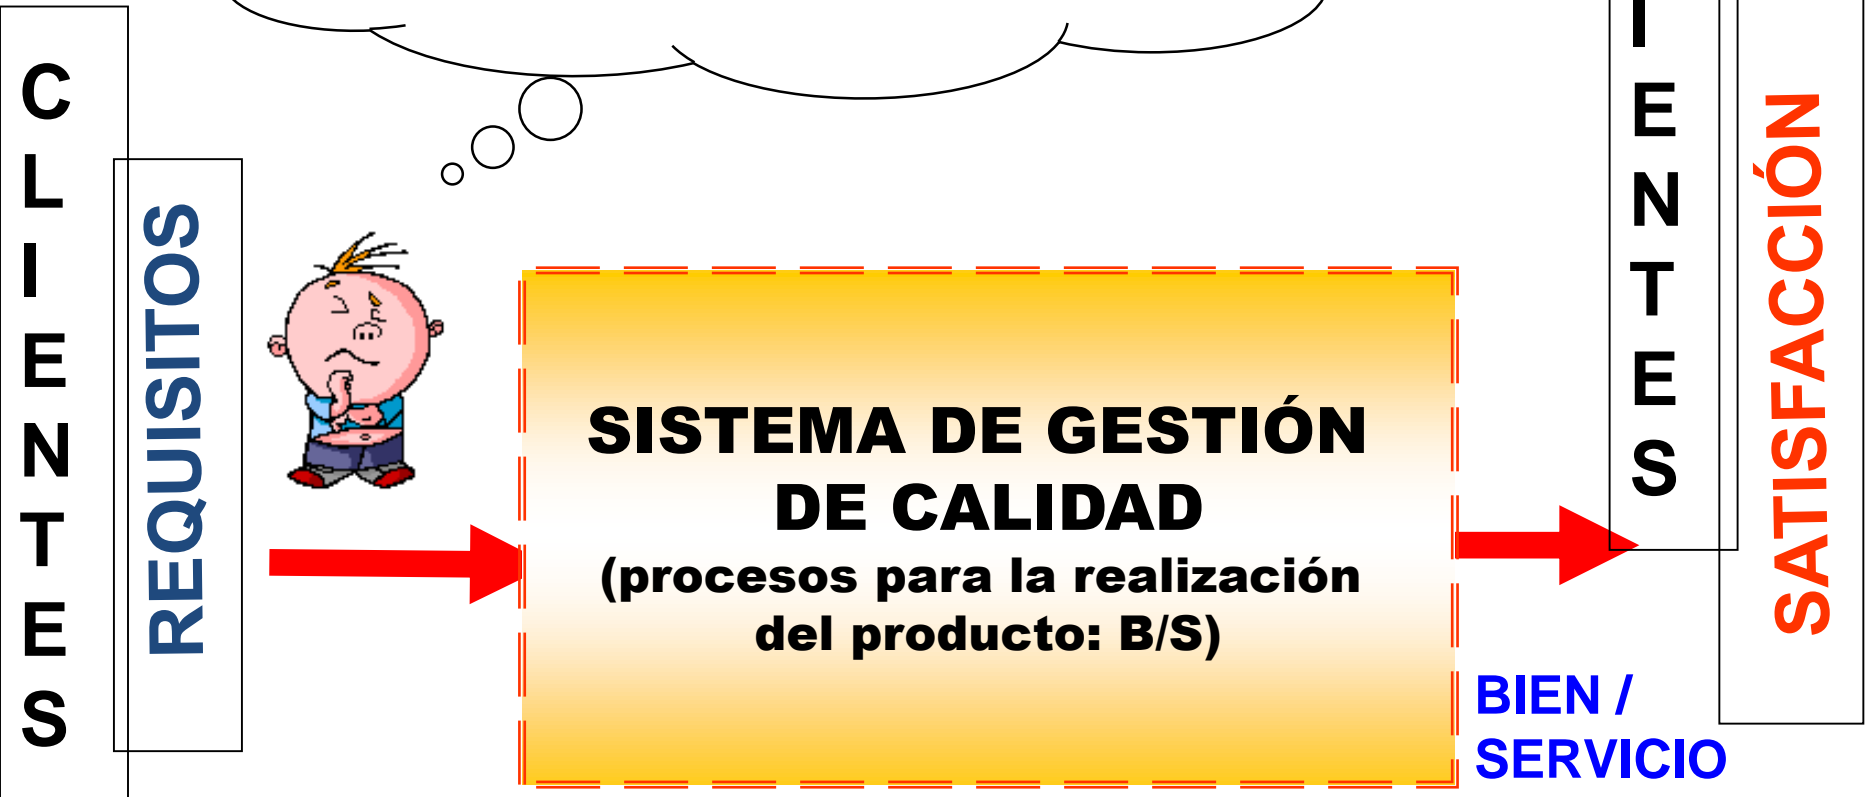 CLIENTES
REQUISITOS
SISTEMA DE GESTIÓN
DE CALIDAD
(procesos para la realización
del producto: B/S)
BIEN /
SERVICIO
IENTES
SATISFACCIÓN